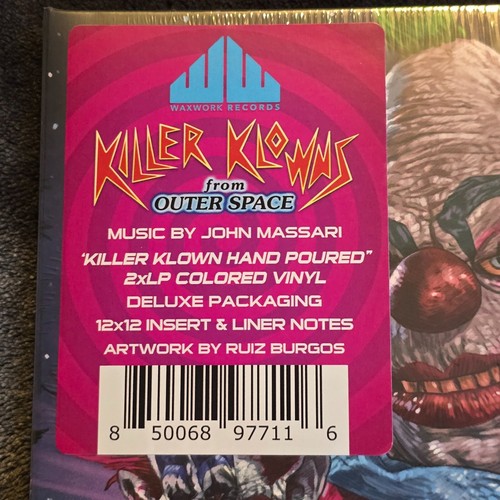 WW
WAXWORK RECORDS
KILLER KLOWNS
from
OUTER SPACE
MUSIC BY JOHN MASSARI
'KILLER KLOWN HAND POURED"
2xLP COLORED VINYL
DELUXE PACKAGING
12x12 INSERT & LINER NOTES
ARTWORK BY RUIZ BURGOS
8 50068 97711 6